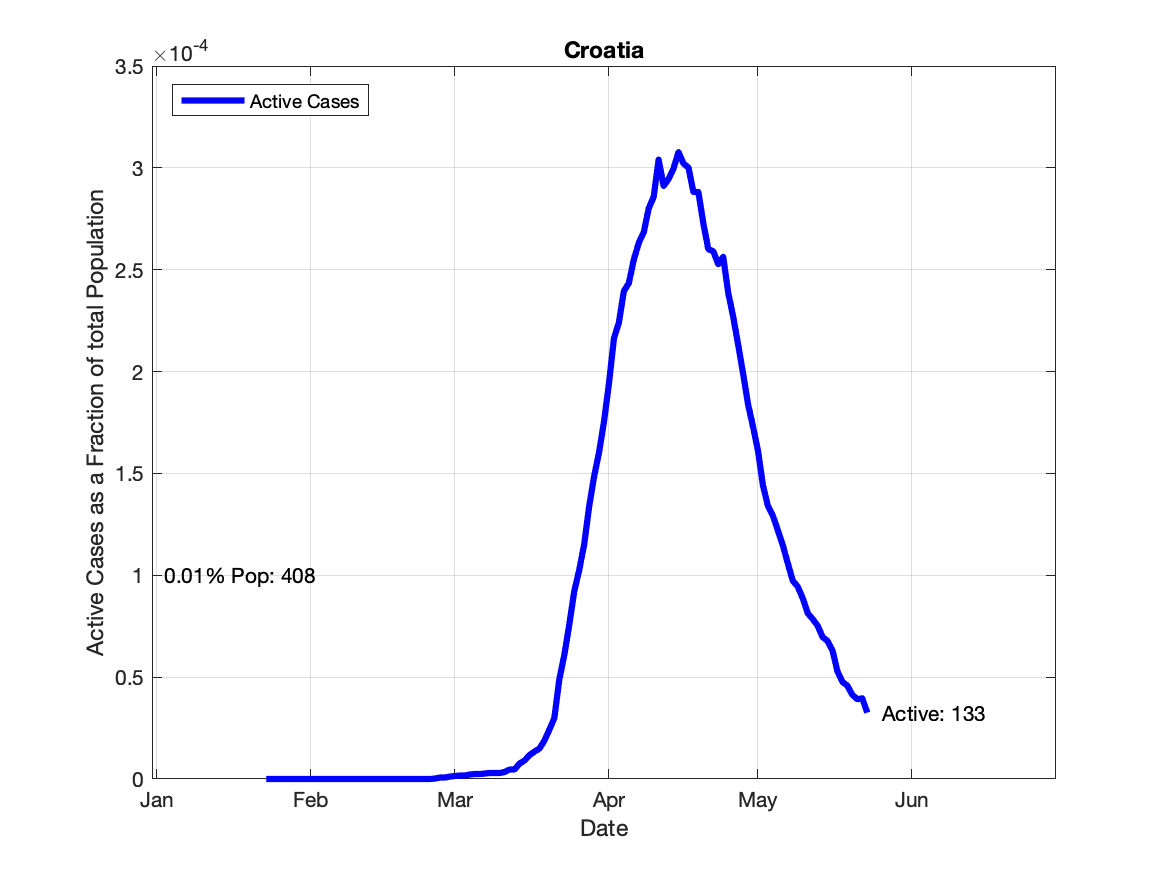 Croatia
×10-4
3.5
Active Cases
3
2.5
2
1.5
1
0.01% Pop: 408
0.5
Active: 133
0
Jan Feb Mar Apr May Jun
Date
Active Cases as a Fraction of total Population